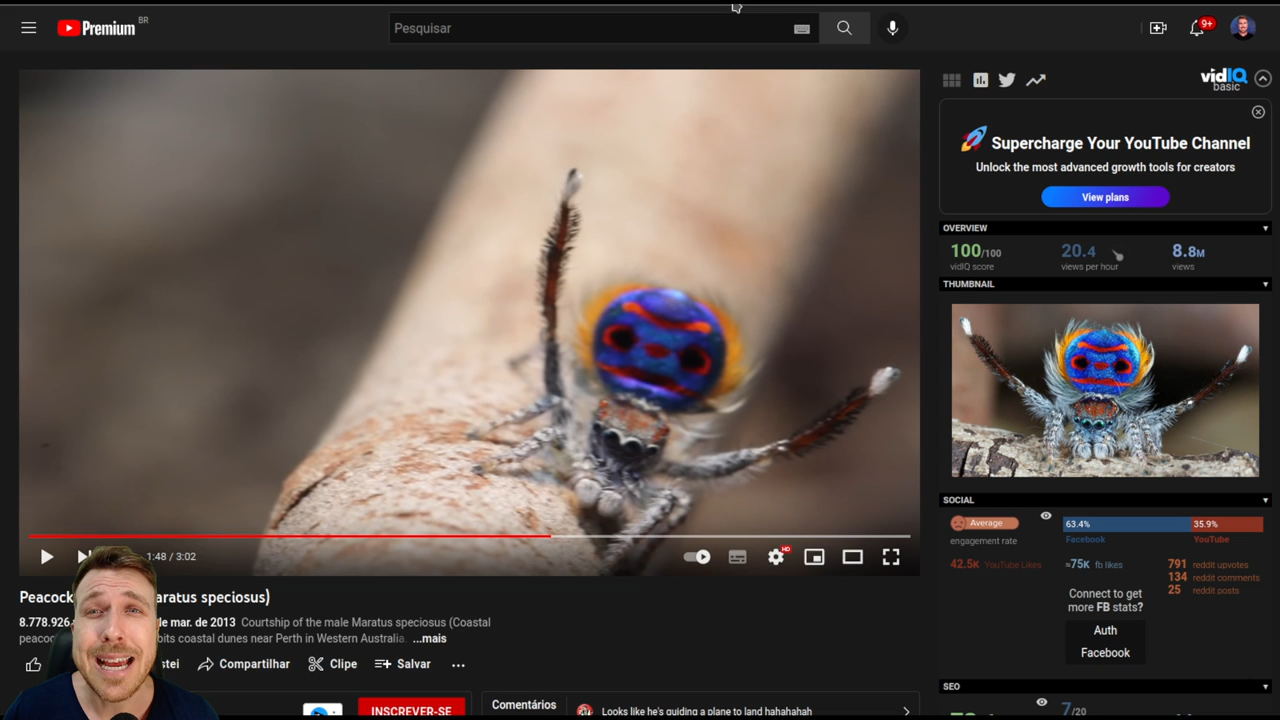 Premium BR
Pesquisar
9+
vidIQ
basic
Supercharge Your YouTube Channel
Unlock the most advanced growth tools for creators
View plans
OVERVIEW
100/100
vidIQ score
20.4
views per hour
8.8M
views
THUMBNAIL
SOCIAL
Average
engagement rate
63.4%
35.9%
Facebook
YouTube
42.5K YouTube Likes
≈75K fb likes
791 reddit upvotes
134 reddit comments
25 reddit posts
Connect to get
more FB stats?
Auth
Facebook
SEO
7/20
1:48 / 3:02
HD
Peacock
aratus speciosus)
8.778.926
de mar. de 2013 Courtship of the male Maratus speciosus (Coastal
peacoc
bits coastal dunes near Perth in Western Australia. ...mais
stei
Compartilhar
Clipe
Salvar
...
INSCREVER-SE
Comentários
Looks like he's guiding a plane to land hahahahah